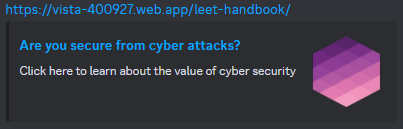 https://vista-400927.web.app/leet-handbook/
Are you secure from cyber attacks?
Click here to learn about the value of cyber security